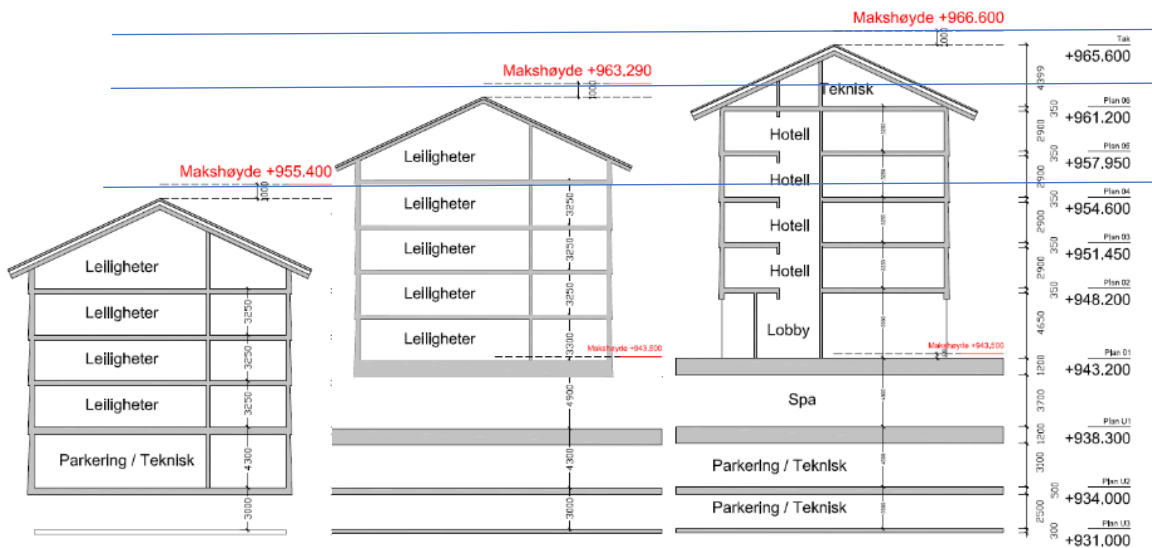 Makshøyde +966.600
1000
Tak
+965.600
4399
Teknisk
Plan 06
350
+961.200
2900
Hotell
Plan 05
350
+957.950
2900
Hotell
Plan 04
350
+954.600
2900
Hotell
Plan 03
350
+951.450
2900
Hotell
Plan 02
350
+948.200
4650
Lobby
Makshøyde +943,500
Plan 01
1200
+943.200
3700
Spa
Plan U1
1200
+938.300
3100
Parkering / Teknisk
Plan U2
500
+934,000
2500
Parkering / Teknisk
Plan U3
300
+931,000
Makshøyde +963.290
1000
Leiligheter
Leiligheter
3250
Leiligheter
3250
Leiligheter
3250
Leiligheter
3300
Makshøyde +943.500
4900
4300
3000
Makshøyde +955.400
1000
Leiligheter
Leiligheter
3250
Leiligheter
3250
Leiligheter
3250
Parkering / Teknisk
4300
3000